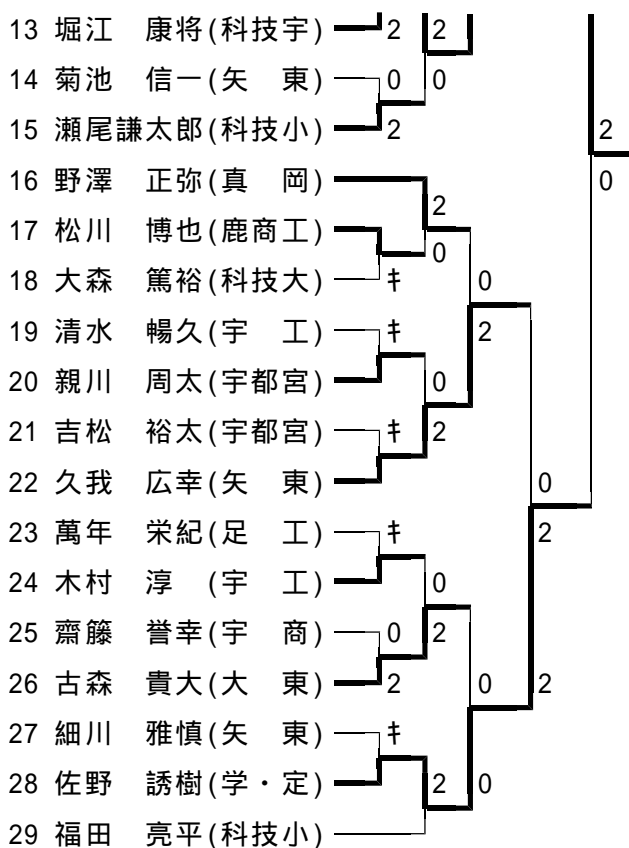 13 堀江　康将(科技宇) 2 2
14 菊池　信一(矢　東) 0 0
15 瀬尾謙太郎(科技小) 2 2
16 野澤　正弥(真　岡) 2 0
17 松川　博也(鹿商工) 0
18 大森　篤裕(科技大) キ 0
19 清水　暢久(宇　工) キ 2
20 親川　周太(宇都宮) 0
21 吉松　裕太(宇都宮) キ 2
22 久我　広幸(矢　東) 0
23 萬年　栄紀(足　工) キ 2
24 木村　淳　(宇　工) 0
25 齋藤　誉幸(宇　商) 0 2
26 古森　貴大(大　東) 2 0 2
27 細川　雅慎(矢　東) キ
28 佐野　誘樹(学・定) 2 0
29 福田　亮平(科技小)